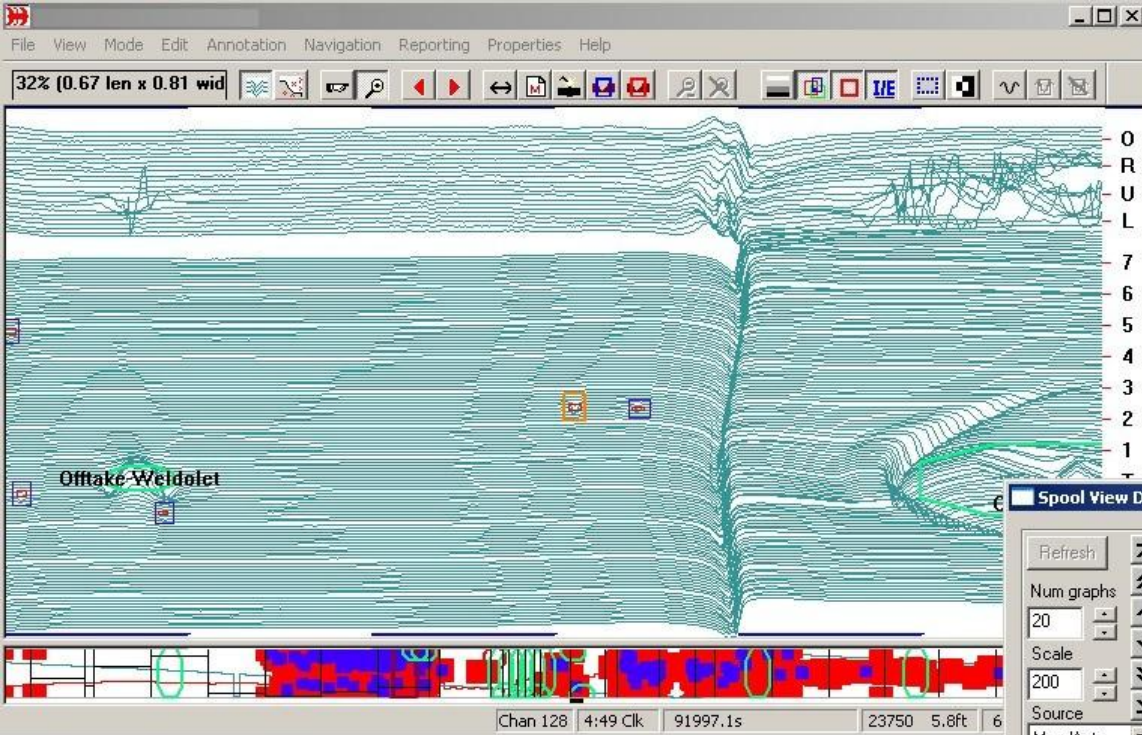 File View Mode Edit Annotation Navigation Reporting Properties Help
32% (0.67 len x 0.81 wid
M I/E
O
R
U
L
7
6
5
4
3
2
1
Offtake Weldolet
Spool View D
Refresh
Num graphs
20
Scale
200
Source
Chan 128 4:49 Clk 91997.1s 23750 5.8ft 6